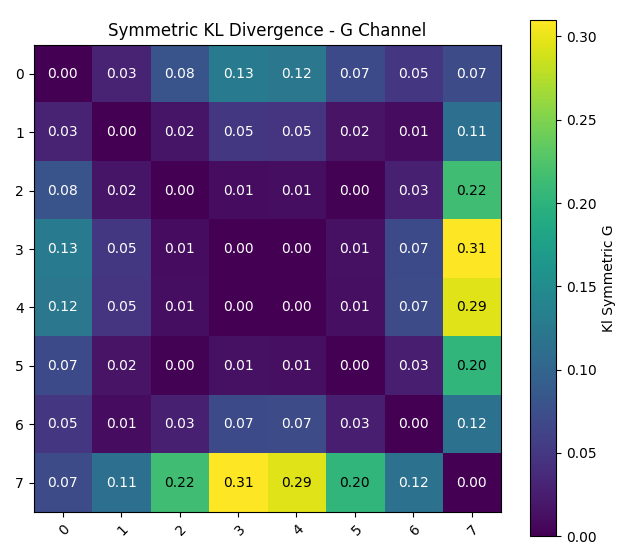 Symmetric KL Divergence - G Channel
0 0.00 0.03 0.08 0.13 0.12 0.07 0.05 0.07
1 0.03 0.00 0.02 0.05 0.05 0.02 0.01 0.11
2 0.08 0.02 0.00 0.01 0.01 0.00 0.03 0.22
3 0.13 0.05 0.01 0.00 0.00 0.01 0.07 0.31
4 0.12 0.05 0.01 0.00 0.00 0.01 0.07 0.29
5 0.07 0.02 0.00 0.01 0.01 0.00 0.03 0.20
6 0.05 0.01 0.03 0.07 0.07 0.03 0.00 0.12
7 0.07 0.11 0.22 0.31 0.29 0.20 0.12 0.00
0 1 2 3 4 5 6 7
0.30
0.25
0.20
0.15
0.10
0.05
0.00
Kl Symmetric G